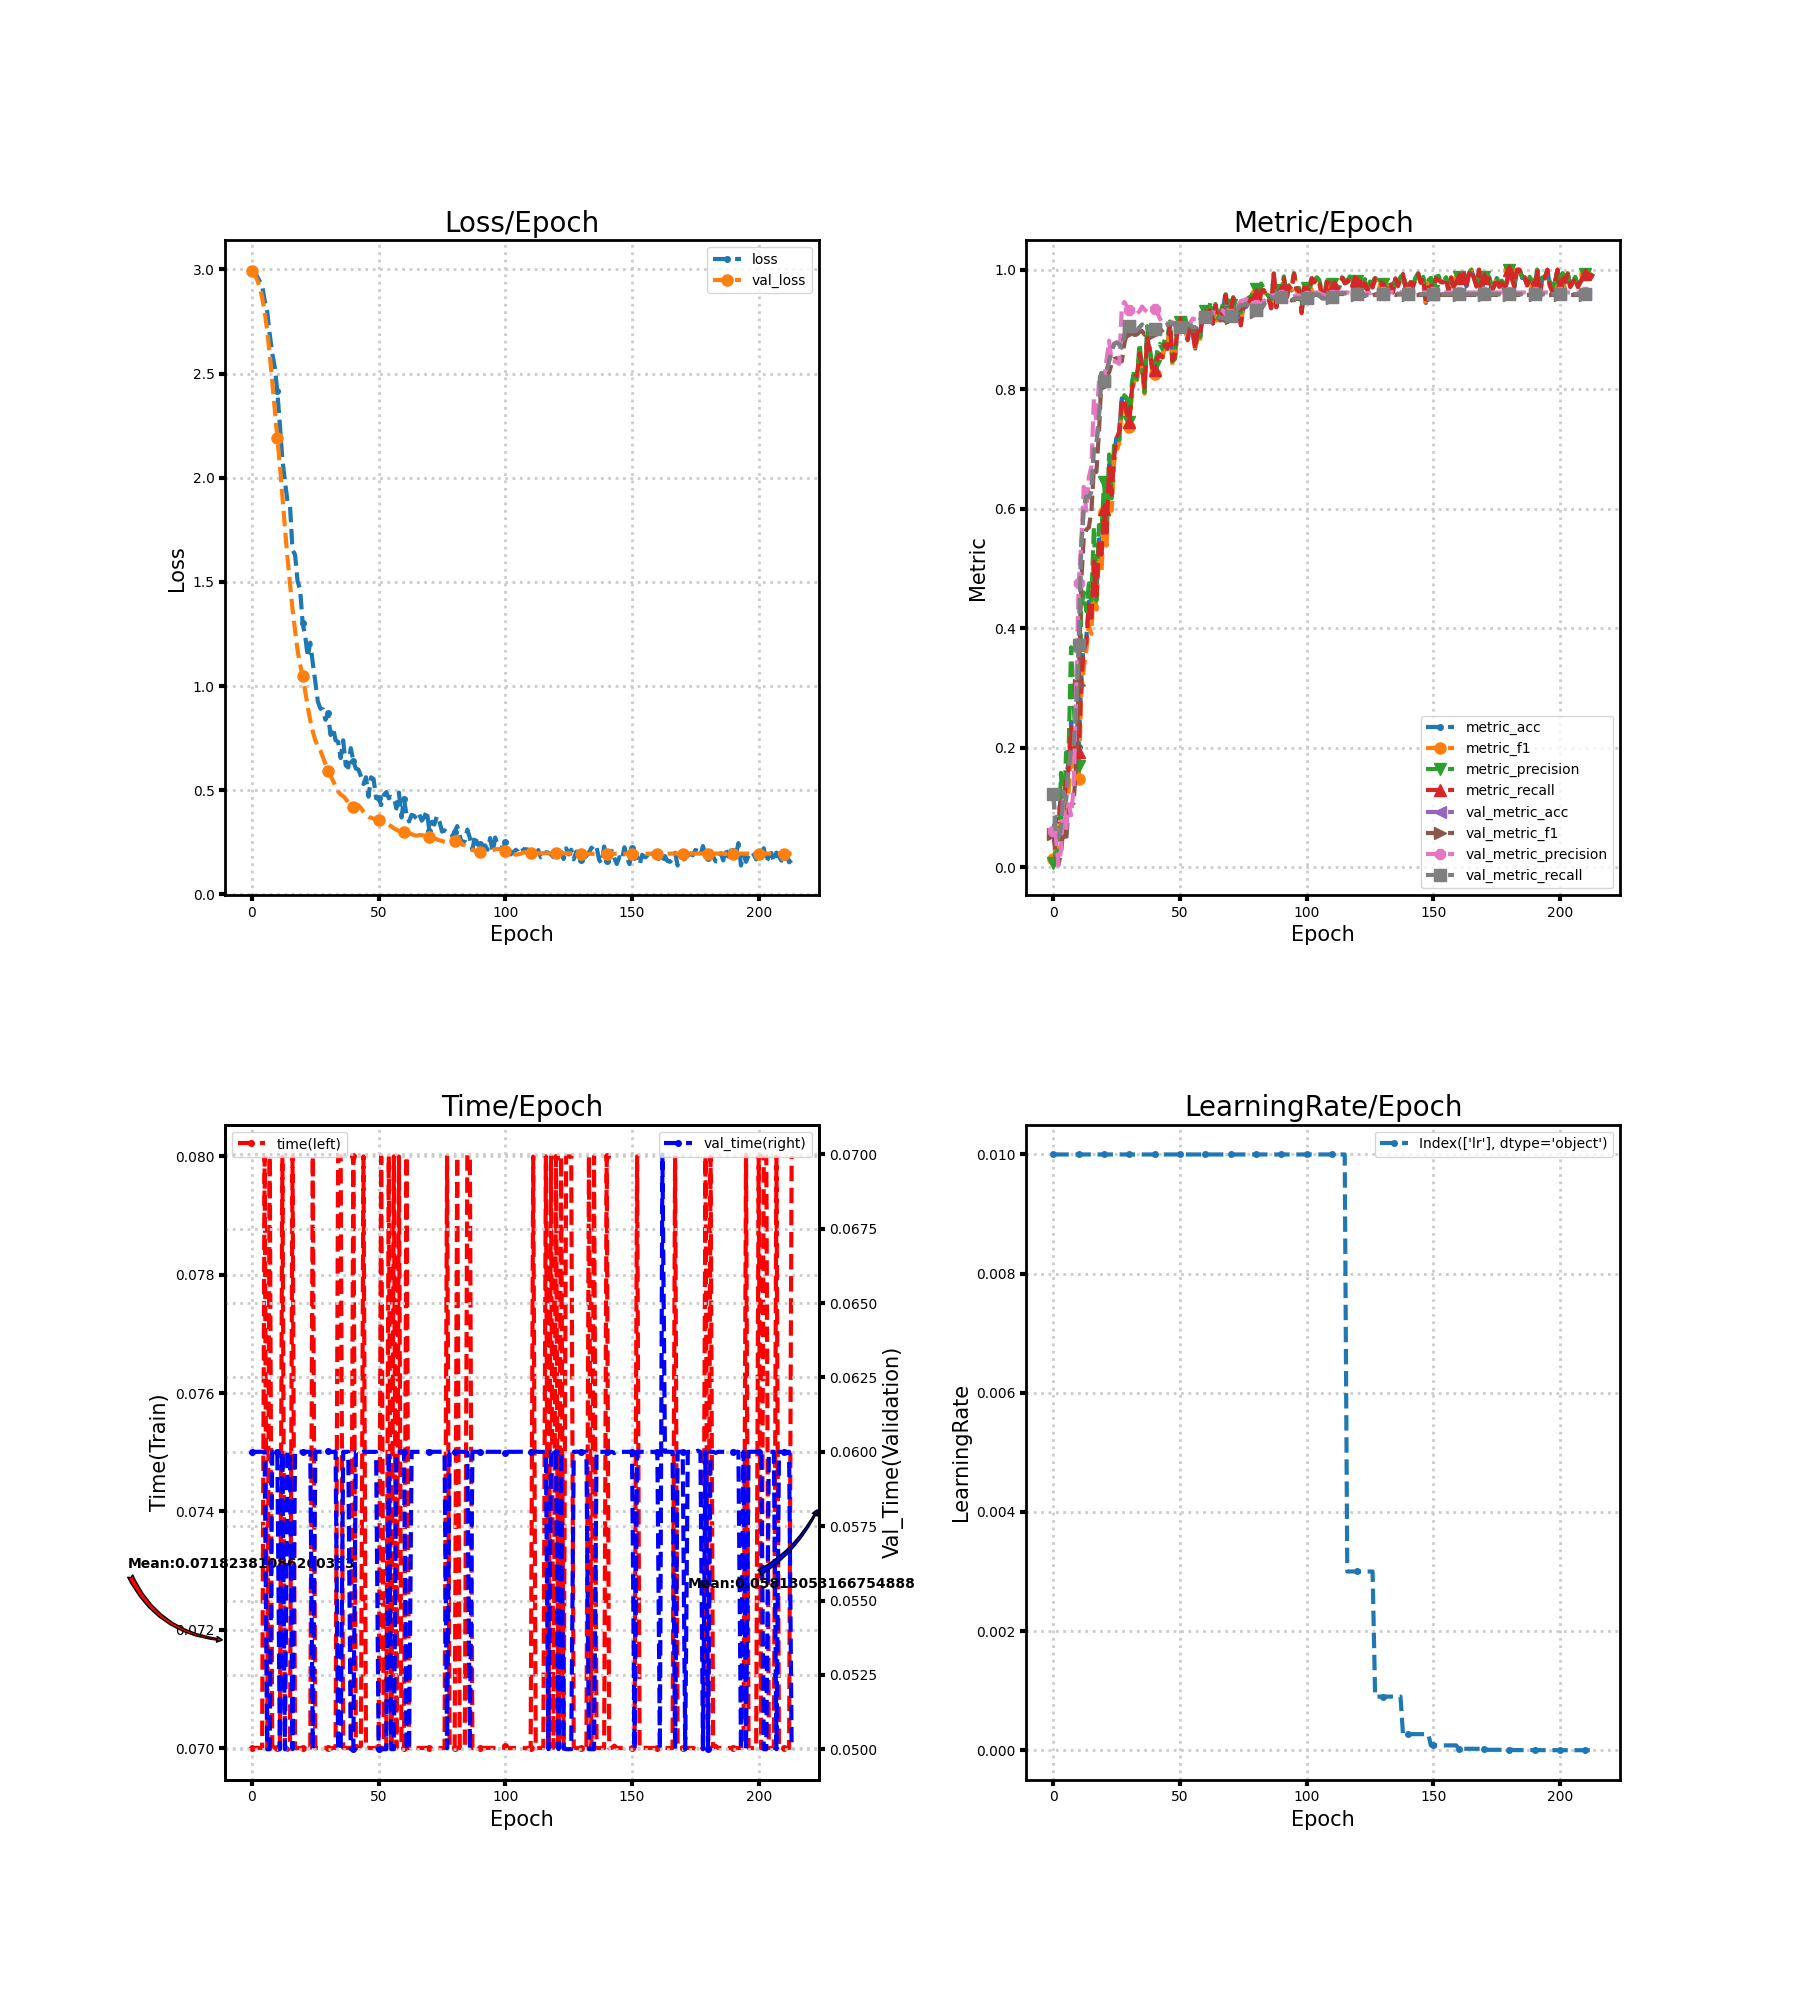 Loss/Epoch
3.0
2.5
2.0
1.5
1.0
0.5
0.0
Loss
loss
val_loss
0 50 100 150 200
Epoch
Metric/Epoch
1.0
0.8
0.6
0.4
0.2
0.0
Metric
metric_acc
metric_f1
metric_precision
metric_recall
val_metric_acc
val_metric_f1
val_metric_precision
val_metric_recall
0 50 100 150 200
Epoch
Time/Epoch
time(left)
val_time(right)
0.080
0.078
0.076
0.074
0.072
0.070
Time(Train)
0.0700
0.0675
0.0650
0.0625
0.0600
0.0575
0.0550
0.0525
0.0500
Val_Time(Validation)
Mean:0.05813053166754888
0 50 100 150 200
Epoch
LearningRate/Epoch
Index(['lr'], dtype='object')
0.010
0.008
0.006
0.004
0.002
0.000
LearningRate
0 50 100 150 200
Epoch